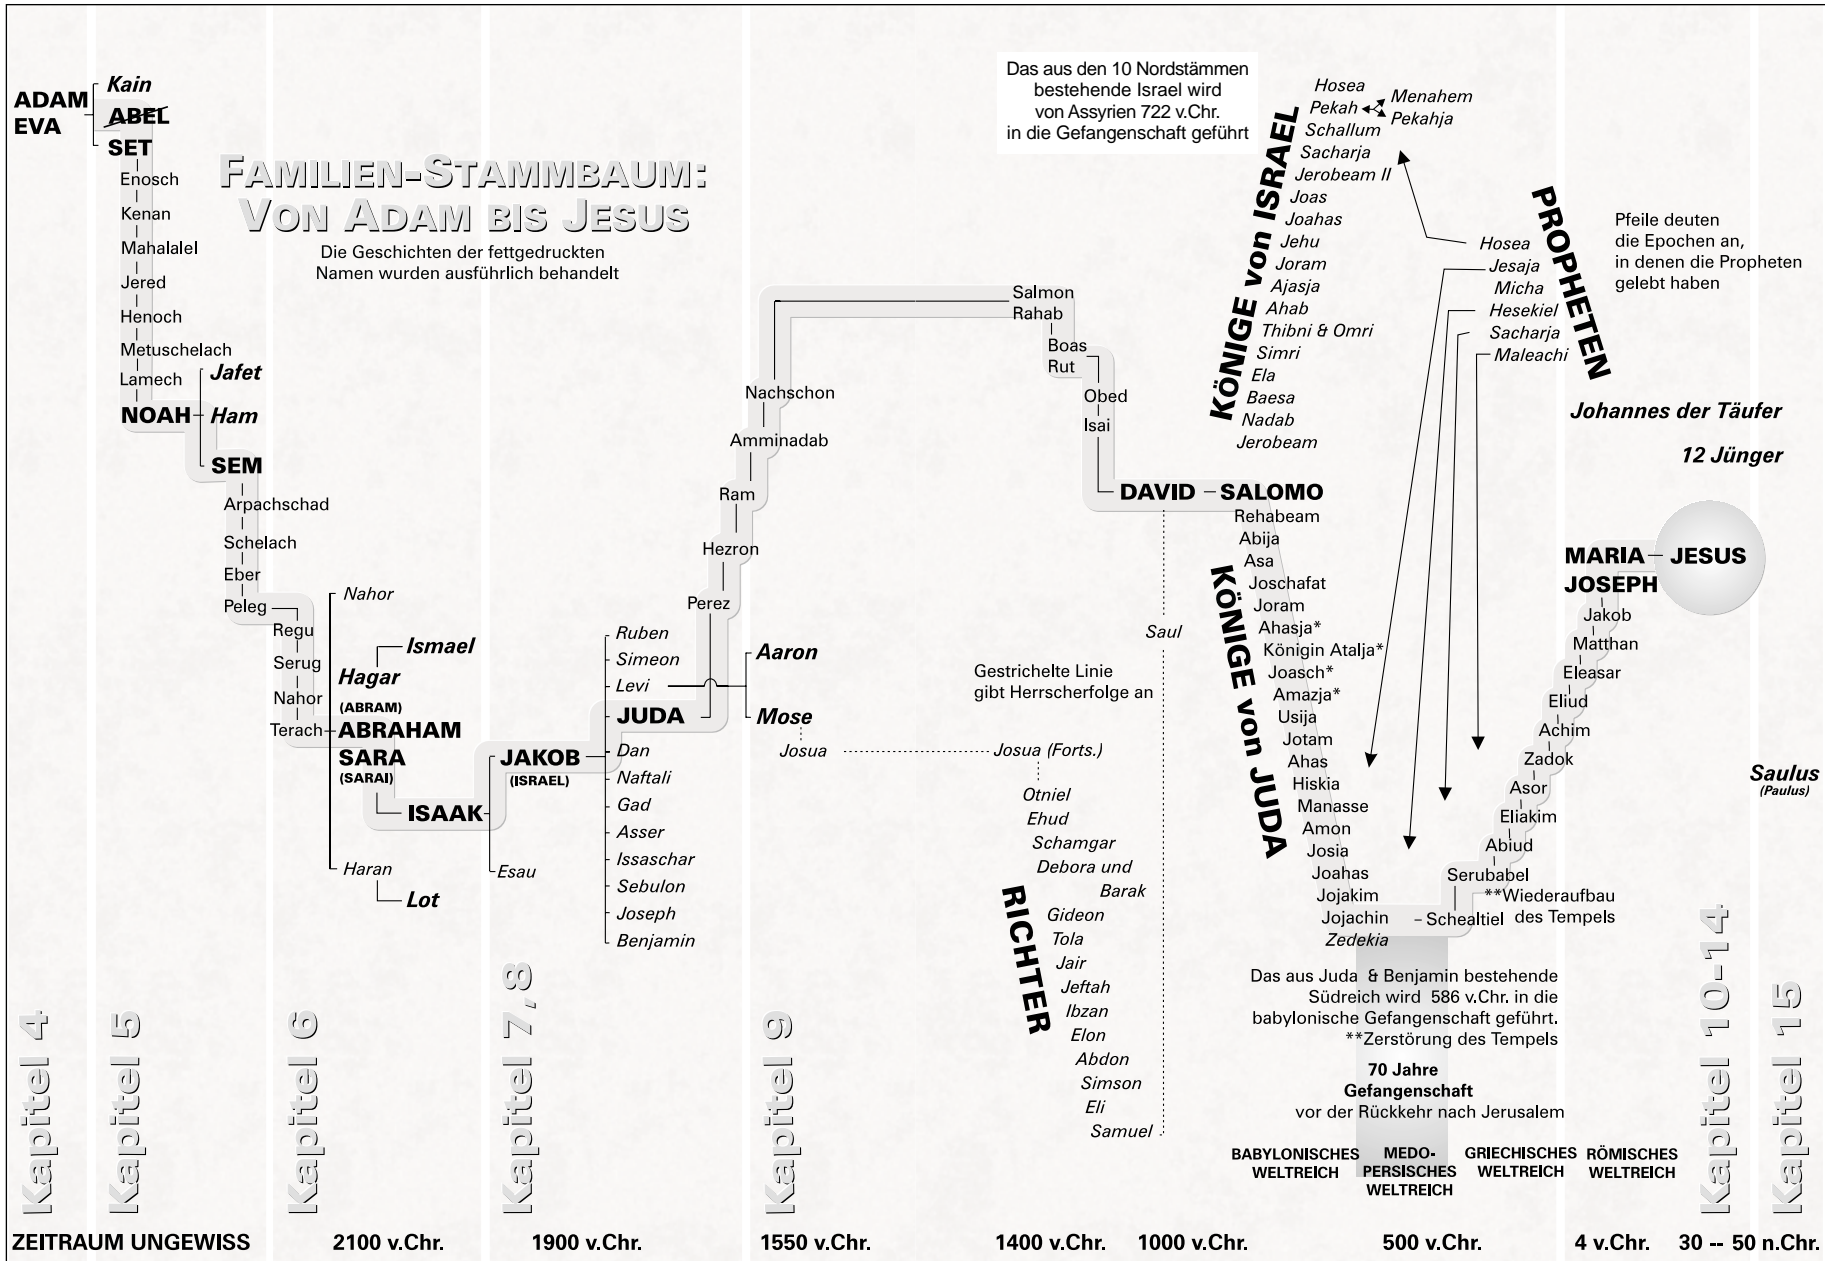 FAMILIEN-STAMMBAUM:
VON ADAM BIS JESUS
Die Geschichten der fettgedruckten
Namen wurden ausführlich behandelt
ADAM
EVA
Kain
ABEL
SET
Enosch
Kenan
Mahalalel
Jered
Henoch
Metuschelach
Lamech
NOAH
Jafet
Ham
SEM
Arpachschad
Schelach
Eber
Peleg
Regu
Serug
Nahor
Terach
Nahor
Ismael
Hagar
(ABRAM)
ABRAHAM
SARA
(SARAI)
Haran
Lot
ISAAK
JAKOB
(ISRAEL)
Esau
Ruben
Simeon
Levi
JUDA
Dan
Naftali
Gad
Asser
Issaschar
Sebulon
Joseph
Benjamin
Aaron
Mose
Josua
Perez
Hezron
Ram
Amminadab
Nachschon
Salmon
Rahab
Boas
Rut
Obed
Isai
DAVID
SALOMO
Saul
Gestrichelte Linie
gibt Herrscherfolge an
Josua (Forts.)
RICHTER
Otniel
Ehud
Schamgar
Debora und
Barak
Gideon
Tola
Jair
Jeftah
Ibzan
Elon
Abdon
Simson
Eli
Samuel
Das aus den 10 Nordstämmen
bestehende Israel wird
von Assyrien 722 v.Chr.
in die Gefangenschaft geführt
KÖNIGE von ISRAEL
Hosea
Pekah
Menahem
Pekahja
Schallum
Sacharja
Jerobeam II
Joas
Joahas
Jehu
Joram
Ajasja
Ahab
Thibni & Omri
Simri
Ela
Baesa
Nadab
Jerobeam
KÖNIGE von JUDA
Rehabeam
Abija
Asa
Joschafat
Joram
Ahasja*
Königin Atalja*
Joasch*
Amazja*
Usija
Jotam
Ahas
Hiskia
Manasse
Amon
Josia
Joahas
Jojakim
Jojachin
Zedekia
PROPHETEN
Hosea
Jesaja
Micha
Hesekiel
Sacharja
Maleachi
Pfeile deuten
die Epochen an,
in denen die Propheten
gelebt haben
Johannes der Täufer
12 Jünger
MARIA
JESUS
JOSEPH
Jakob
Matthan
Eleasar
Eliud
Achim
Zadok
Asor
Eliakim
Abiud
Serubabel
**Wiederaufbau
des Tempels
Schealtiel
Saulus
(Paulus)
Das aus Juda & Benjamin bestehende
Südreich wird 586 v.Chr. in die
babylonische Gefangenschaft geführt.
**Zerstörung des Tempels
70 Jahre
Gefangenschaft
vor der Rückkehr nach Jerusalem
BABYLONISCHES
WELTREICH
MEDO-
PERSISCHES
WELTREICH
GRIECHISCHES
WELTREICH
RÖMISCHES
WELTREICH
Kapitel 4
Kapitel 5
Kapitel 6
Kapitel 7,8
Kapitel 9
Kapitel 10-14
Kapitel 15
ZEITRAUM UNGEWISS
2100 v.Chr.
1900 v.Chr.
1550 v.Chr.
1400 v.Chr.
1000 v.Chr.
500 v.Chr.
4 v.Chr.
30 -- 50 n.Chr.